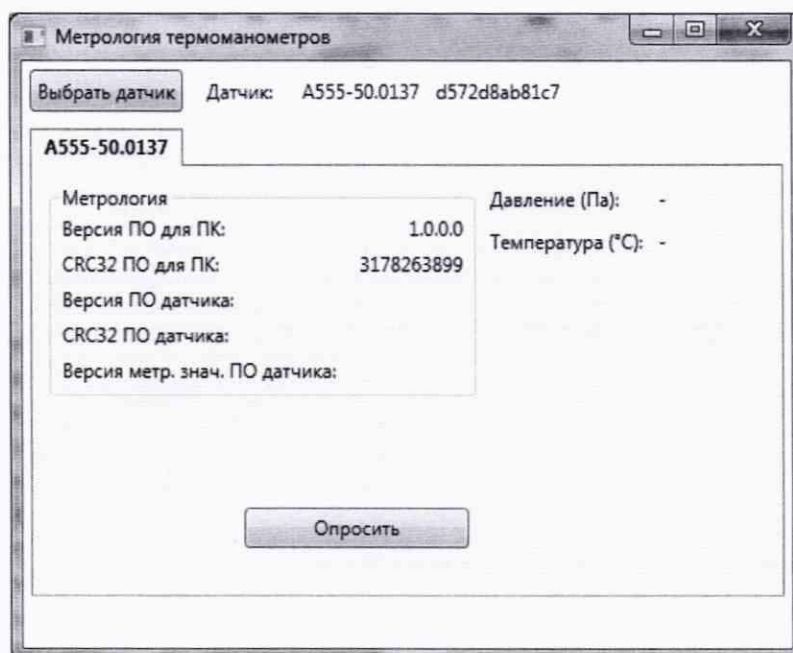 Метрология термоманометров
Выбрать датчик Датчик: A555-50.0137 d572d8ab81c7
A555-50.0137
Метрология
Версия ПО для ПК: 1.0.0.0
CRC32 ПО для ПК: 3178263899
Версия ПО датчика:
CRC32 ПО датчика:
Версия метр. знач. ПО датчика:
Давление (Па): -
Температура (°C): -
Опросить